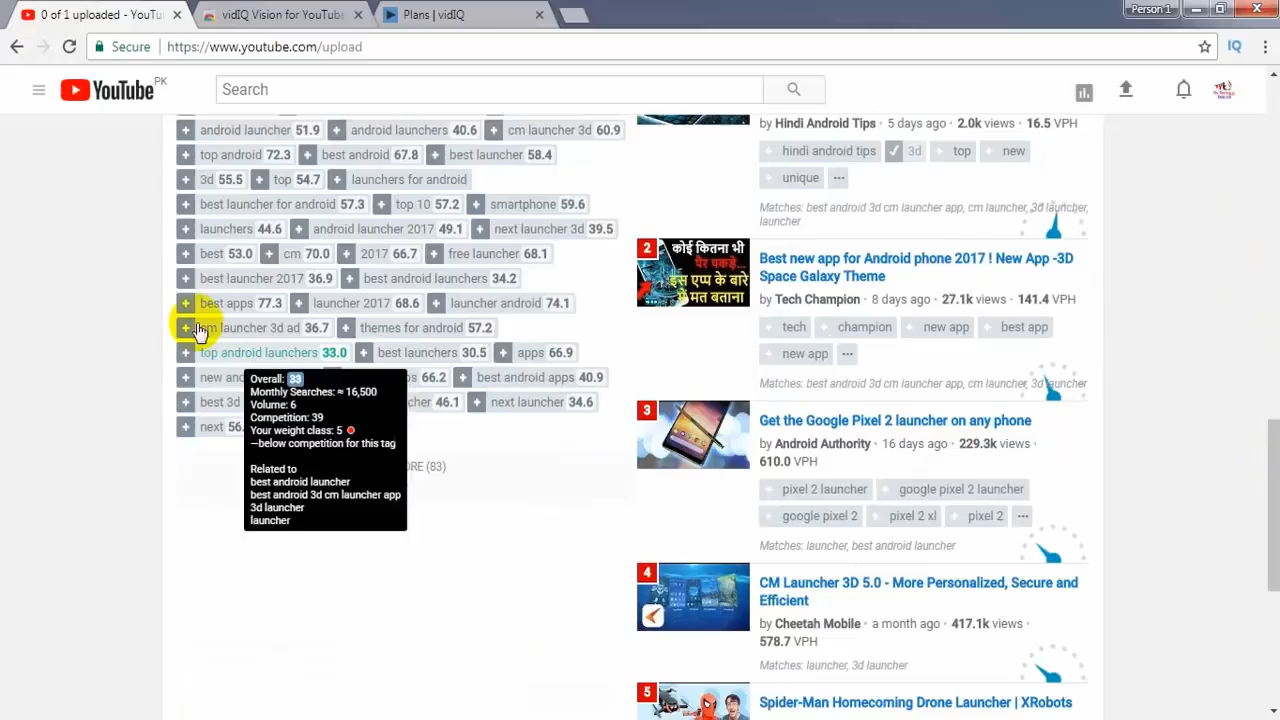 0 of 1 uploaded - YouTu
vidIQ Vision for YouTube
Plans | vidIQ
Person 1
Secure
https://www.youtube.com/upload
IQ
YouTube PK
Search
android launcher 51.9 android launchers 40.6 cm launcher 3d 60.9
top android 72.3 best android 67.8 best launcher 58.4
3d 55.5 top 54.7 launchers for android
best launcher for android 57.3 top 10 57.2 smartphone 59.6
launchers 44.6 android launcher 2017 49.1 next launcher 3d 39.5
best 53.0 cm 70.0 2017 66.7 free launcher 68.1
best launcher 2017 36.9 best android launchers 34.2
best apps 77.3 launcher 2017 68.6 launcher android 74.1
cm launcher 3d ad 36.7 themes for android 57.2
top android launchers 33.0 best launchers 30.5 apps 66.9
new an 66.2 best android apps 40.9
best 3d cher 46.1 next launcher 34.6
next 56.
Overall: 33
Monthly Searches: ≈ 16,500
Volume: 6
Competition: 39
Your weight class: 5
—below competition for this tag
Related to
best android launcher
best android 3d cm launcher app
3d launcher
launcher
ORE (83)
by Hindi Android Tips • 5 days ago • 2.0k views • 16.5 VPH
hindi android tips 3d top new
unique •••
Matches: best android 3d cm launcher app, cm launcher, 3d launcher,
launcher
2
कोई कितना भी
पैर पकड़े..
इस एप्प के बारे
में मत बताना
Best new app for Android phone 2017 ! New App -3D
Space Galaxy Theme
by Tech Champion • 8 days ago • 27.1k views • 141.4 VPH
tech champion new app best app
new app •••
Matches: best android 3d cm launcher app, cm launcher, 3d launcher
3
Get the Google Pixel 2 launcher on any phone
by Android Authority • 16 days ago • 229.3k views •
610.0 VPH
pixel 2 launcher google pixel 2 launcher
google pixel 2 pixel 2 xl pixel 2 •••
Matches: launcher, best android launcher
4
CM Launcher 3D 5.0 - More Personalized, Secure and
Efficient
by Cheetah Mobile • a month ago • 417.1k views •
578.7 VPH
Matches: launcher, 3d launcher
5
Spider-Man Homecoming Drone Launcher | XRobots